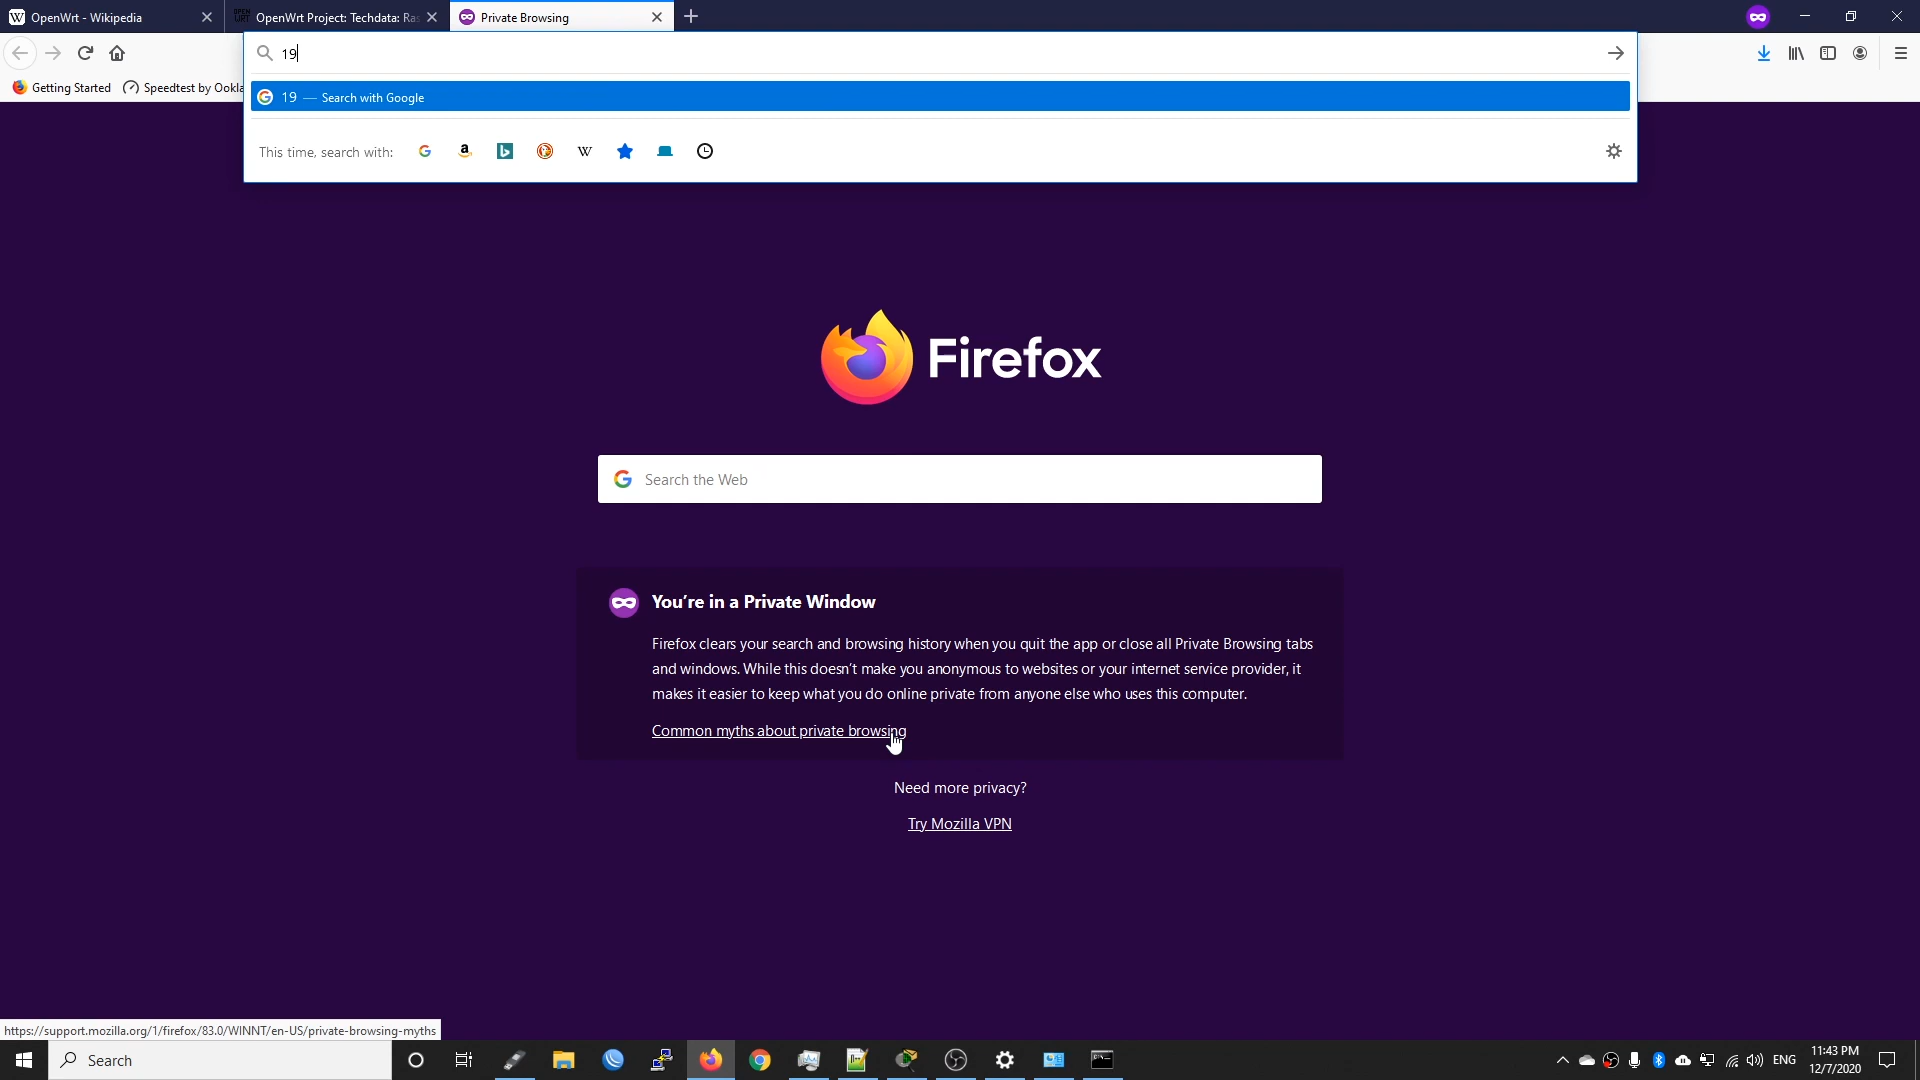 OpenWrt - Wikipedia
OPEN WRT
OpenWrt Project: Techdata: Ras
Private Browsing
19
Getting Started
Speedtest by Ookla
19 — Search with Google
This time, search with:
Firefox
Search the Web
You're in a Private Window
Firefox clears your search and browsing history when you quit the app or close all Private Browsing tabs
and windows. While this doesn't make you anonymous to websites or your internet service provider, it
makes it easier to keep what you do online private from anyone else who uses this computer.
Common myths about private browsing
Need more privacy?
Try Mozilla VPN
https://support.mozilla.org/1/firefox/83.0/WINNT/en-US/private-browsing-myths
Search
ENG
11:43 PM
12/7/2020